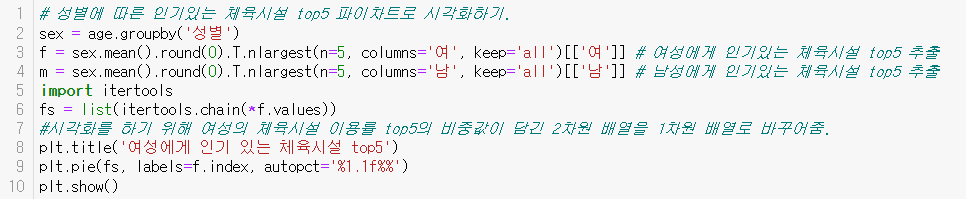 1 # 성별에 따른 인기있는 체육시설 top5 파이차트로 시각화하기.
2 sex = age.groupby('성별')
3 f = sex.mean().round(0).T.nlargest(n=5, columns='여', keep='all')[['여']] # 여성에게 인기있는 체육시설 top5 추출
4 m = sex.mean().round(0).T.nlargest(n=5, columns='남', keep='all')[['남']] # 남성에게 인기있는 체육시설 top5 추출
5 import itertools
6 fs = list(itertools.chain(*f.values))
7 #시각화를 하기 위해 여성의 체육시설 이용률 top5의 비중값이 담긴 2차원 배열을 1차원 배열로 바꾸어줌.
8 plt.title('여성에게 인기 있는 체육시설 top5')
9 plt.pie(fs, labels=f.index, autopct='%1.1f%%')
10 plt.show()